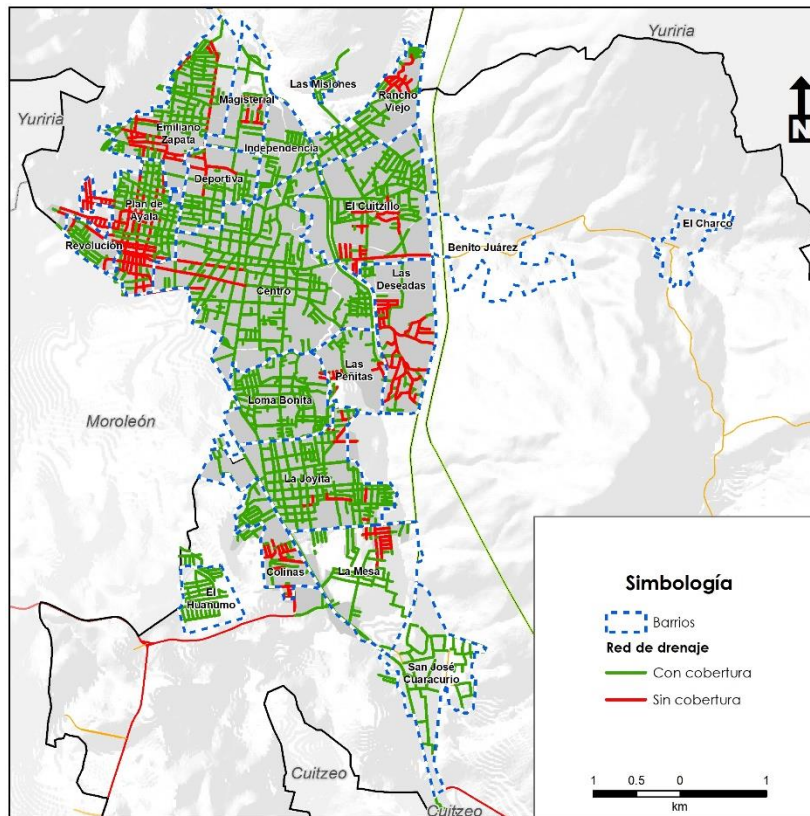 Yuriria
Yuriria
Las Misiones
Magisterial
Rancho
Viejo
Emiliano
Zapata
Independencia
Deportiva
Plan de
Ayala
El Cuitzillo
El Charco
Revolución
Benito Juárez
Las
Deseadas
Centro
Las
Peñitas
Loma Bonita
Moroleón
La Joyita
Colinas
La Mesa
El
Huanumo
San José
Cuaracurio
Cuitzeo
Cuitzeo
N
Simbología
Barrios
Red de drenaje
Con cobertura
Sin cobertura
1 0.5 0 1
km